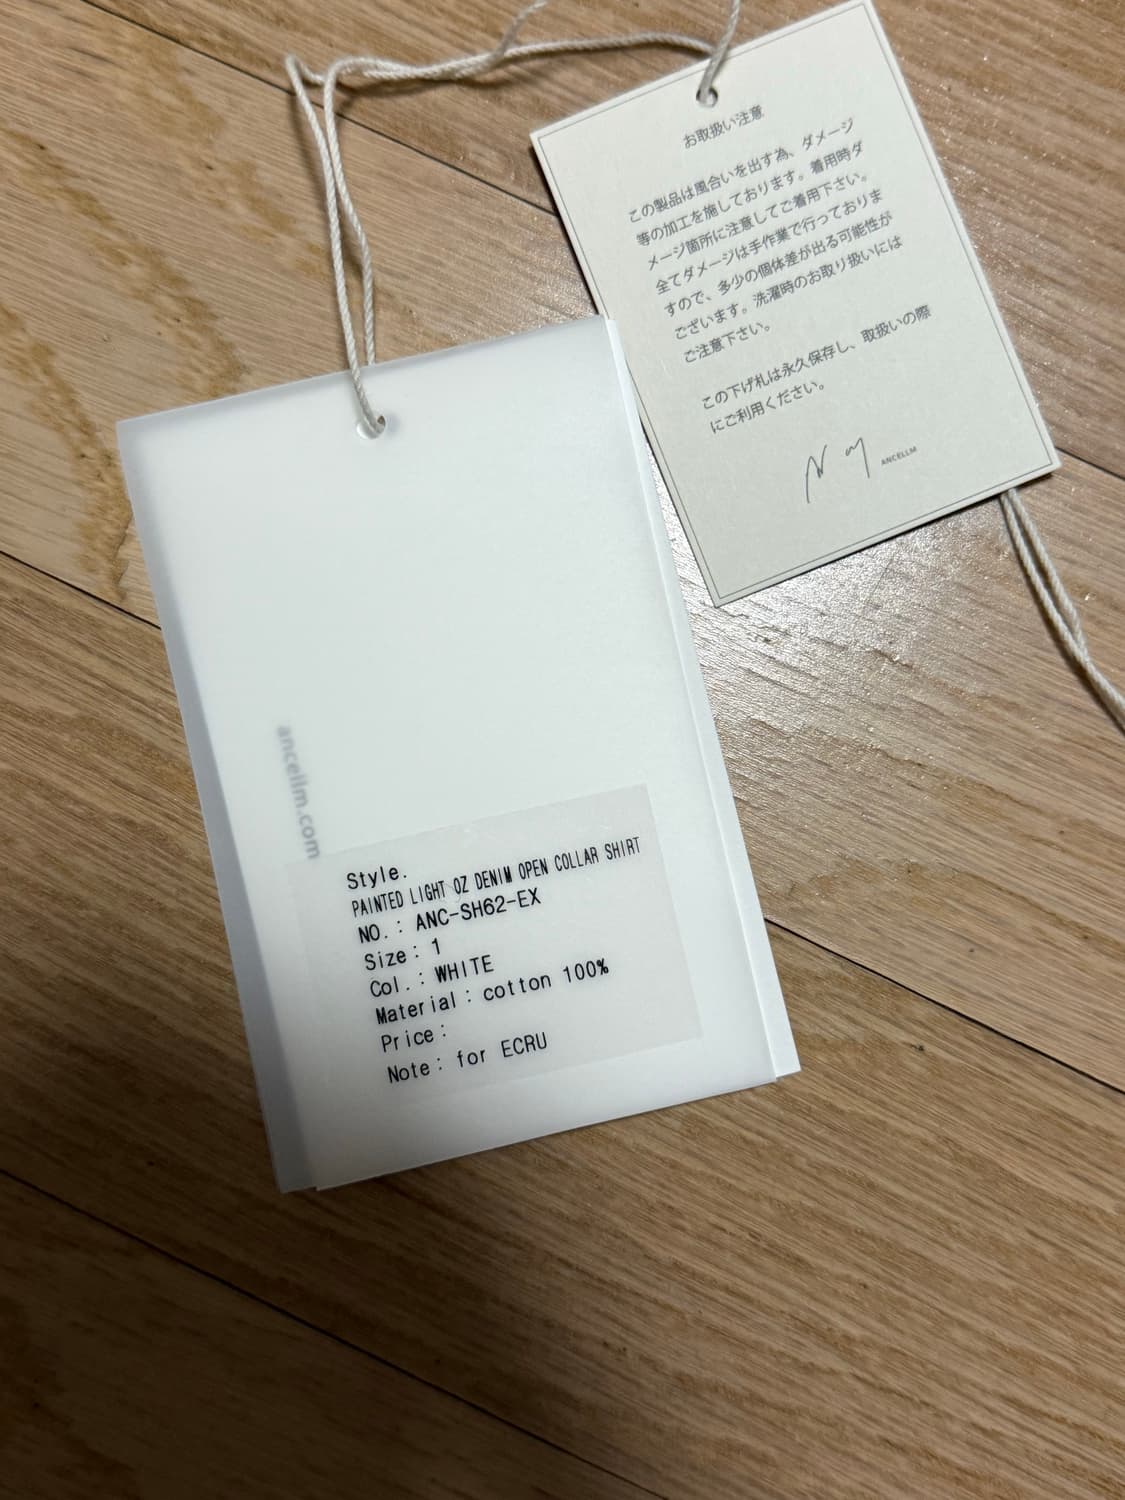 お取扱い注意
この製品は風合いを出す為、ダメージ
等の加工を施しております。着用時ダ
メージ箇所に注意してご着用下さい。
全てダメージは手作業で行っておりま
すので、多少の個体差が出る可能性が
ございます。洗濯時のお取り扱いには
ご注意下さい。
この下げ札は永久保存し、取扱いの際
にご利用ください。
ANCELLM
ancellm.com
Style.
PAINTED LIGHT OZ DENIM OPEN COLLAR SHIRT
NO.: ANC-SH62-EX
Size: 1
Col.: WHITE
Material: cotton 100%
Price:
Note: for ECRU